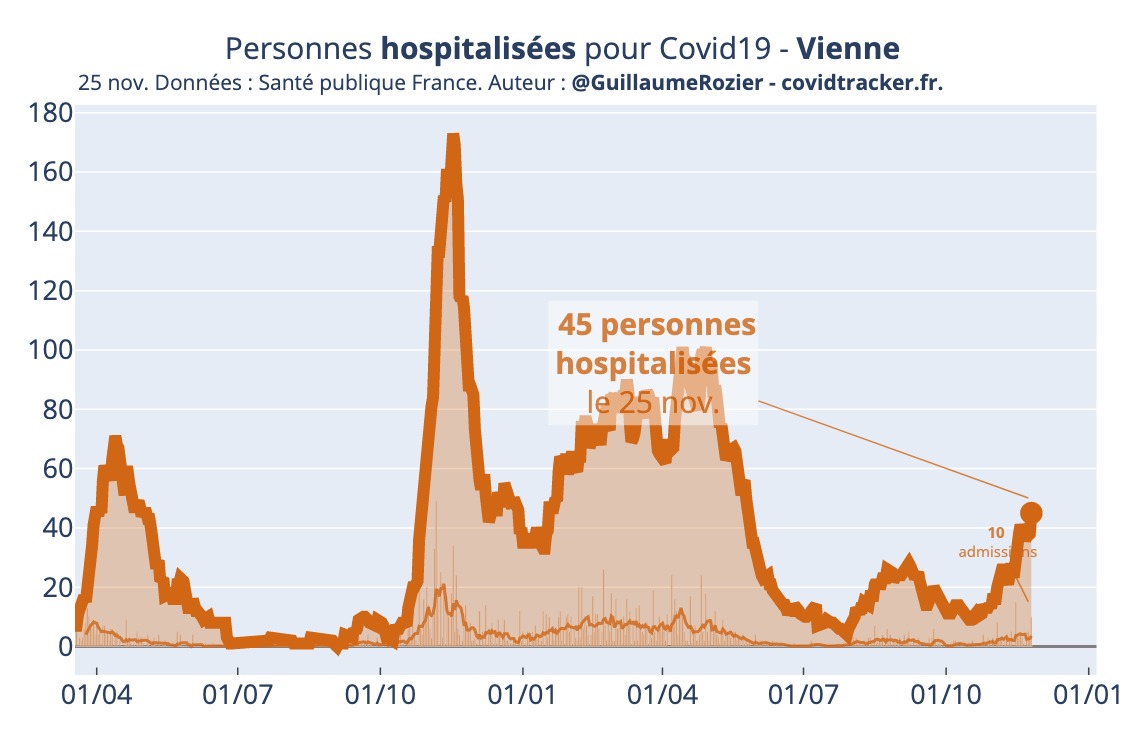 Personnes hospitalisées pour Covid19 - Vienne
25 nov. Données : Santé publique France. Auteur : @GuillaumeRozier - covidtracker.fr.
180
160
140
120
100
80
60
40
20
0
45 personnes
hospitalisées
le 25 nov.
10
admissions
01/04 01/07 01/10 01/01 01/04 01/07 01/10 01/01